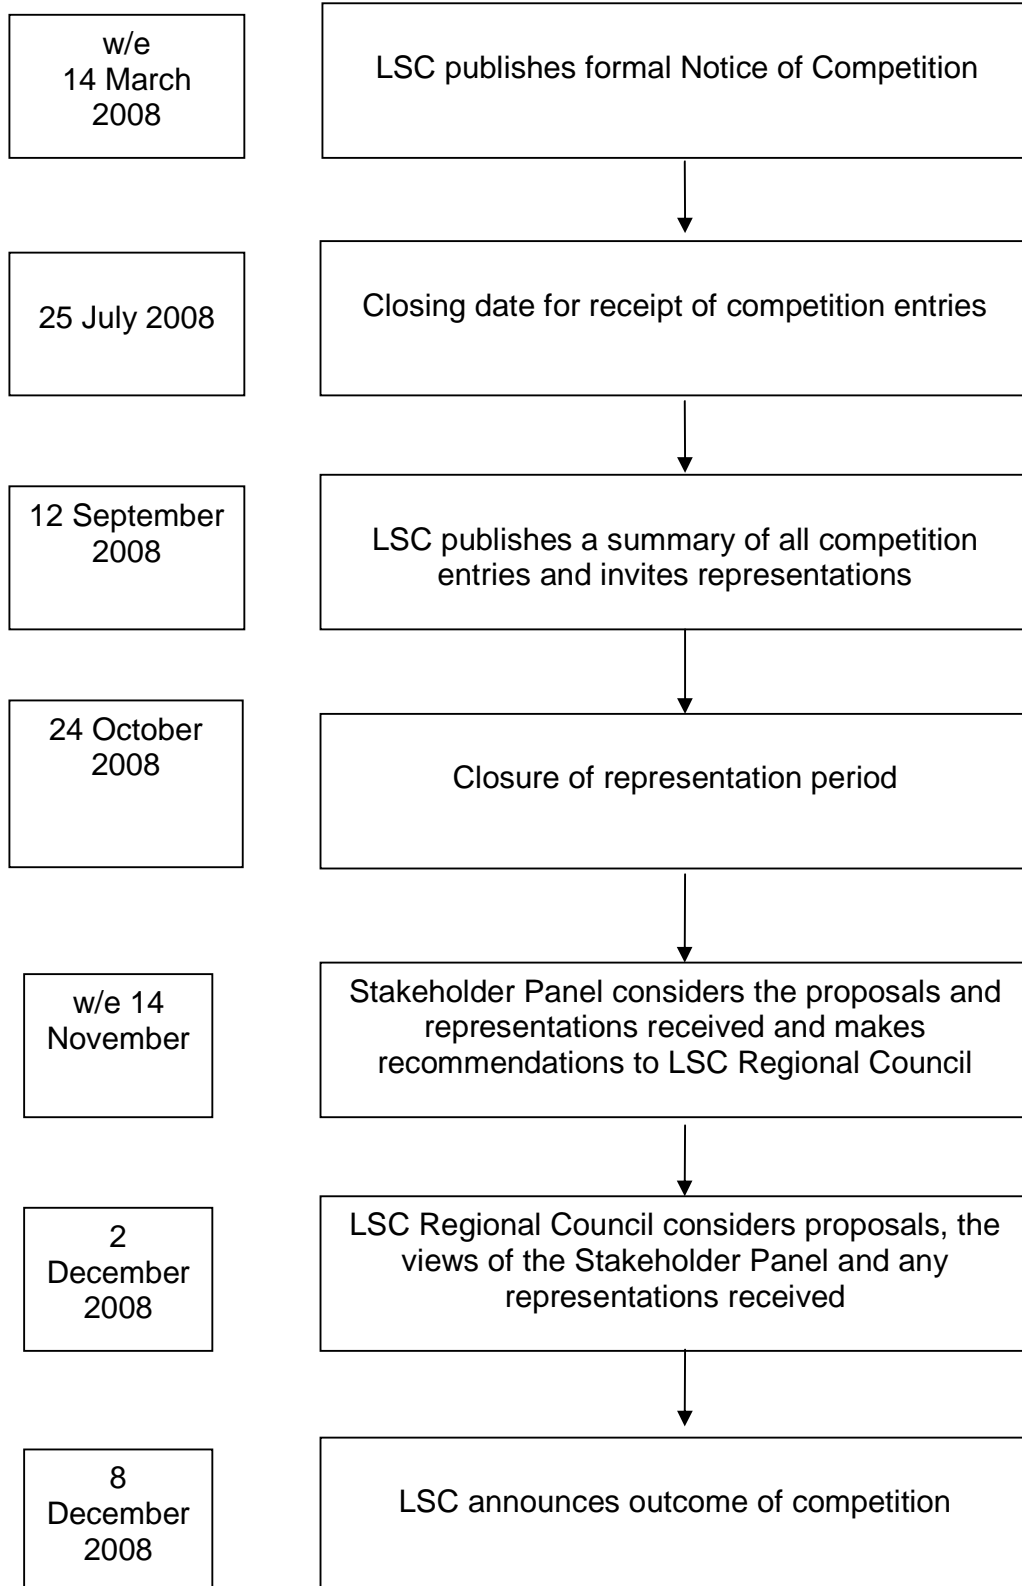 w/e
14 March
2008
LSC publishes formal Notice of Competition
25 July 2008
Closing date for receipt of competition entries
12 September
2008
LSC publishes a summary of all competition
entries and invites representations
24 October
2008
Closure of representation period
w/e 14
November
Stakeholder Panel considers the proposals and
representations received and makes
recommendations to LSC Regional Council
2
December
2008
LSC Regional Council considers proposals, the
views of the Stakeholder Panel and any
representations received
8
December
2008
LSC announces outcome of competition